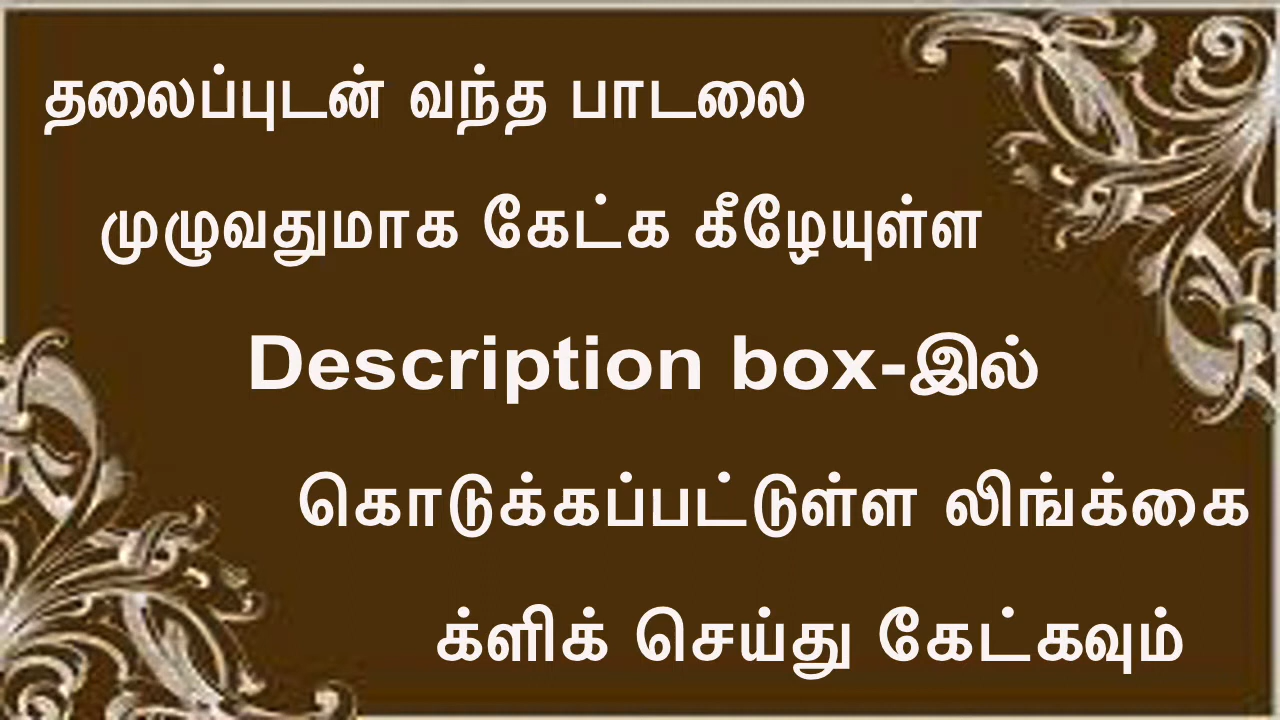 தலைப்புடன் வந்த பாடலை
முழுவதுமாக கேட்க கீழேயுள்ள
Description box-இல்
கொடுக்கப்பட்டுள்ள லிங்க்கை
க்ளிக் செய்து கேட்கவும்